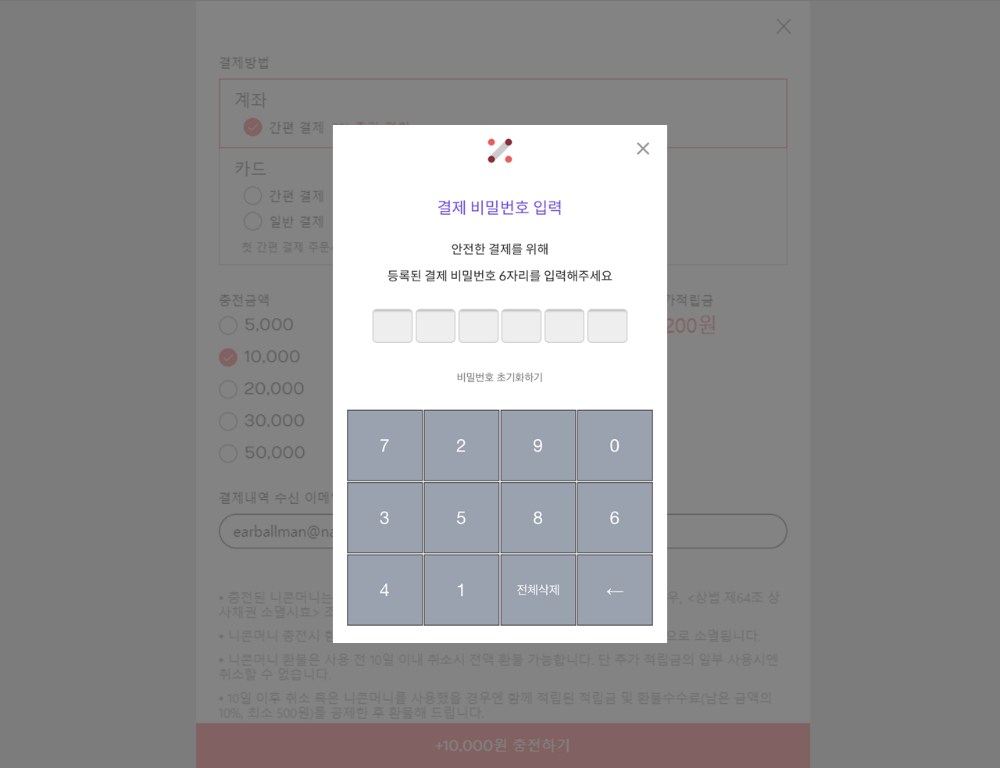 결제방법
계좌
간편 결제
카드
간편 결제
일반 결제
첫 간편 결제 주문
결제 비밀번호 입력
안전한 결제를 위해
등록된 결제 비밀번호 6자리를 입력해주세요
비밀번호 초기화하기
7 2 9 0
3 5 8 6
4 1 전체삭제 ←
충전금액
가적립금
5,000
200원
10,000
20,000
30,000
50,000
결제내역 수신 이메
earballman@na
• 충전된 니콘머니는 우, <상법 제64조 상
사채권 소멸시효>
• 니콘머니 충전시 으로 소멸됩니다.
• 니콘머니 환불은 사용 전 10일 이내 취소시 전액 환불 가능합니다. 단 추가 적립금의 일부 사용시엔
취소할 수 없습니다.
• 10일 이후 취소 혹은 니콘머니를 사용했을 경우엔 함께 적립된 적립금 및 환불수수료(남은 금액의
10%, 최소 500원)를 공제한 후 환불해 드립니다.
+10,000원 충전하기